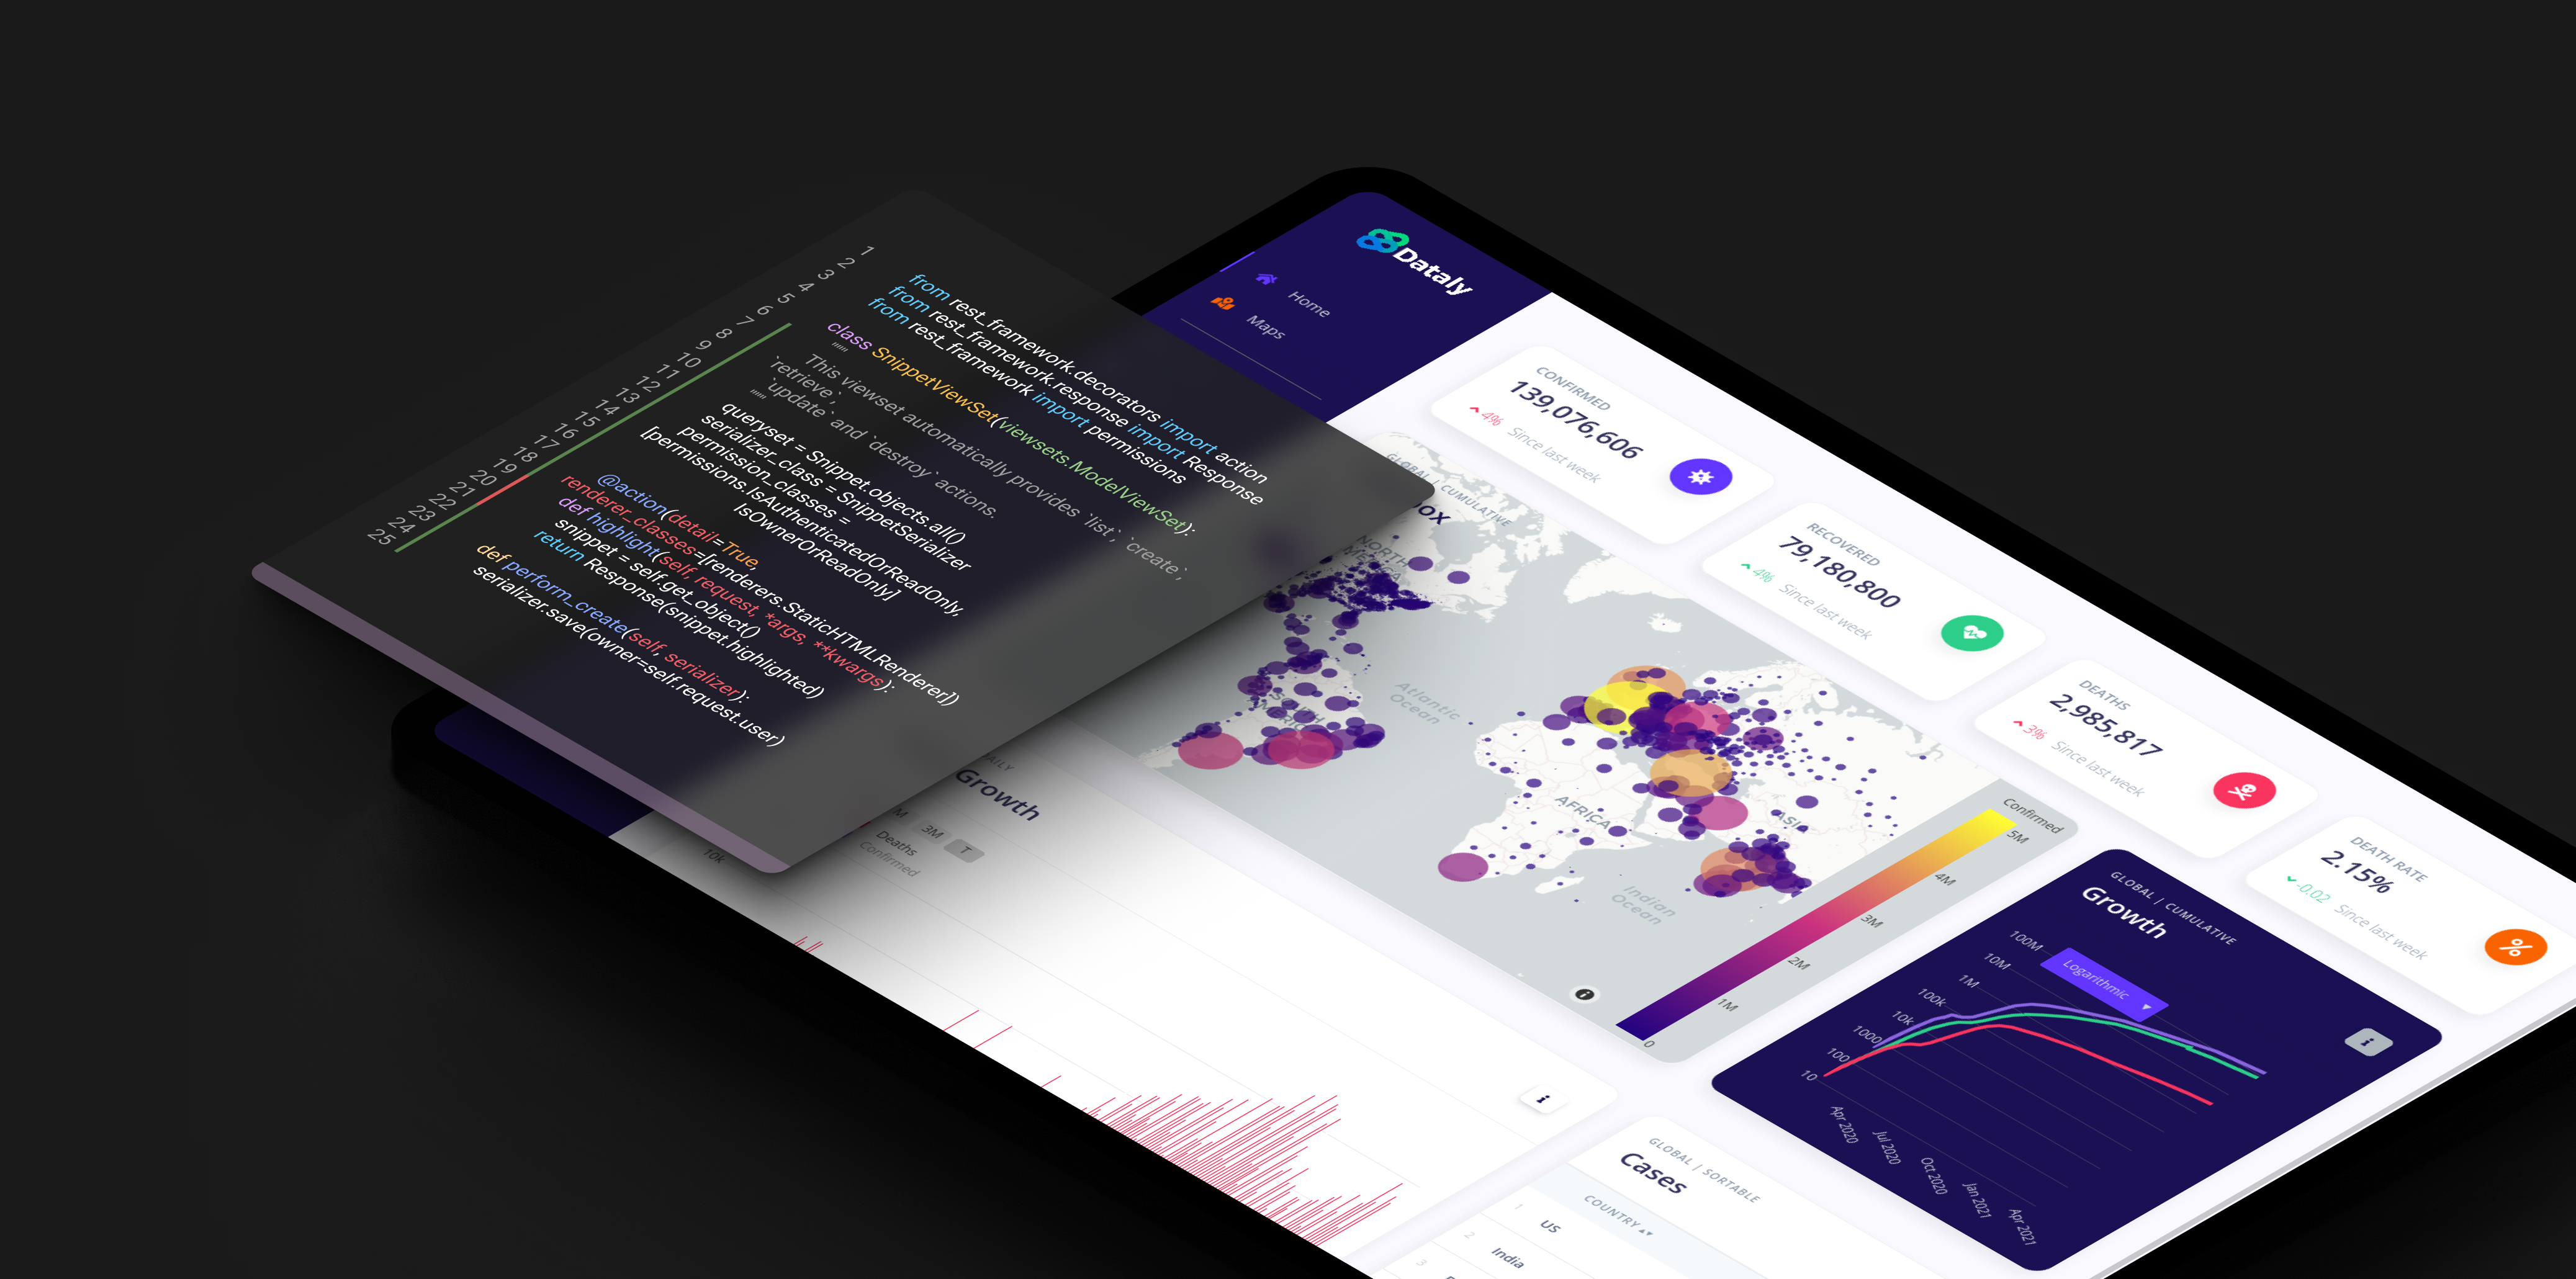 1
2
3
4
5
6
7
8
9
10
11
12
13
14
15
16
17
18
19
20
21
22
23
24
25
from rest_framework.decorators import action
from rest_framework.response import Response
from rest_framework import permissions
class SnippetViewSet(viewsets.ModelViewSet):
"""
This viewset automatically provides `list`, `create`,
`retrieve`,
`update` and `destroy` actions.
"""
queryset = Snippet.objects.all()
serializer_class = SnippetSerializer
permission_classes =
[permissions.IsAuthenticatedOrReadOnly,
IsOwnerOrReadOnly]
@action(detail=True,
renderer_classes=[renderers.StaticHTMLRenderer])
def highlight(self, request, *args, **kwargs):
snippet = self.get_object()
return Response(snippet.highlighted)
def perform_create(self, serializer):
serializer.save(owner=self.request.user)
Dataly
Home
Maps
CONFIRMED
139,076,606
4% Since last week
RECOVERED
79,180,800
4% Since last week
DEATHS
2,985,817
3% Since last week
DEATH RATE
2.15%
-0.02 Since last week
GLOBAL | CUMULATIVE
NORTH
SOUTH
Atlantic
Ocean
AFRICA
Indian
Ocean
Confirmed
5M
4M
3M
2M
1M
0
i
GLOBAL | CUMULATIVE
Growth
Logarithmic
100M
10M
1M
100k
10k
1000
100
10
Apr 2020
Jul 2020
Oct 2020
Jan 2021
Apr 2021
i
Growth
3M
T
Deaths
Confirmed
10k
i
GLOBAL | SORTABLE
Cases
COUNTRY
1 US
2 India
3